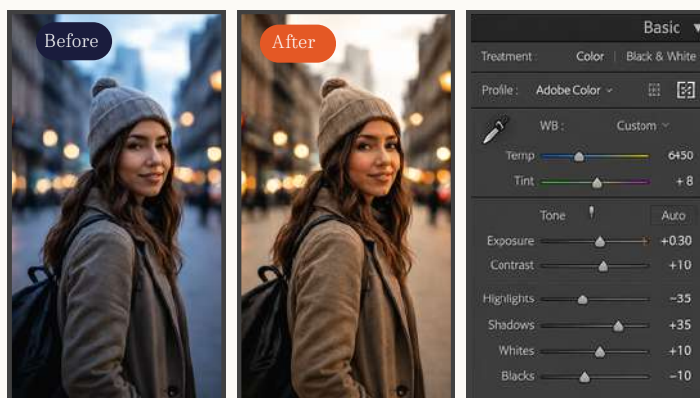 Before
After
Basic
Treatment: Color | Black & White
Profile: Adobe Color
WB: Custom
Temp 6450
Tint +8
Tone Auto
Exposure +0.30
Contrast +10
Highlights -35
Shadows +35
Whites +10
Blacks -10